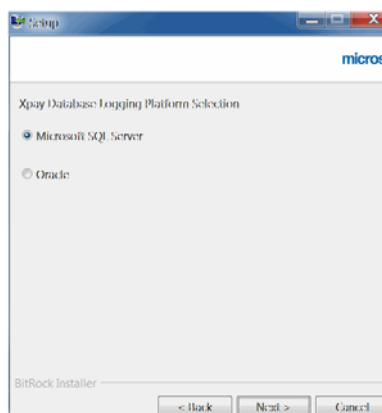 Setup
micros
Xpay Database Logging Platform Selection
Microsoft SQL Server
Oracle
BitRock Installer
< Back Next > Cancel